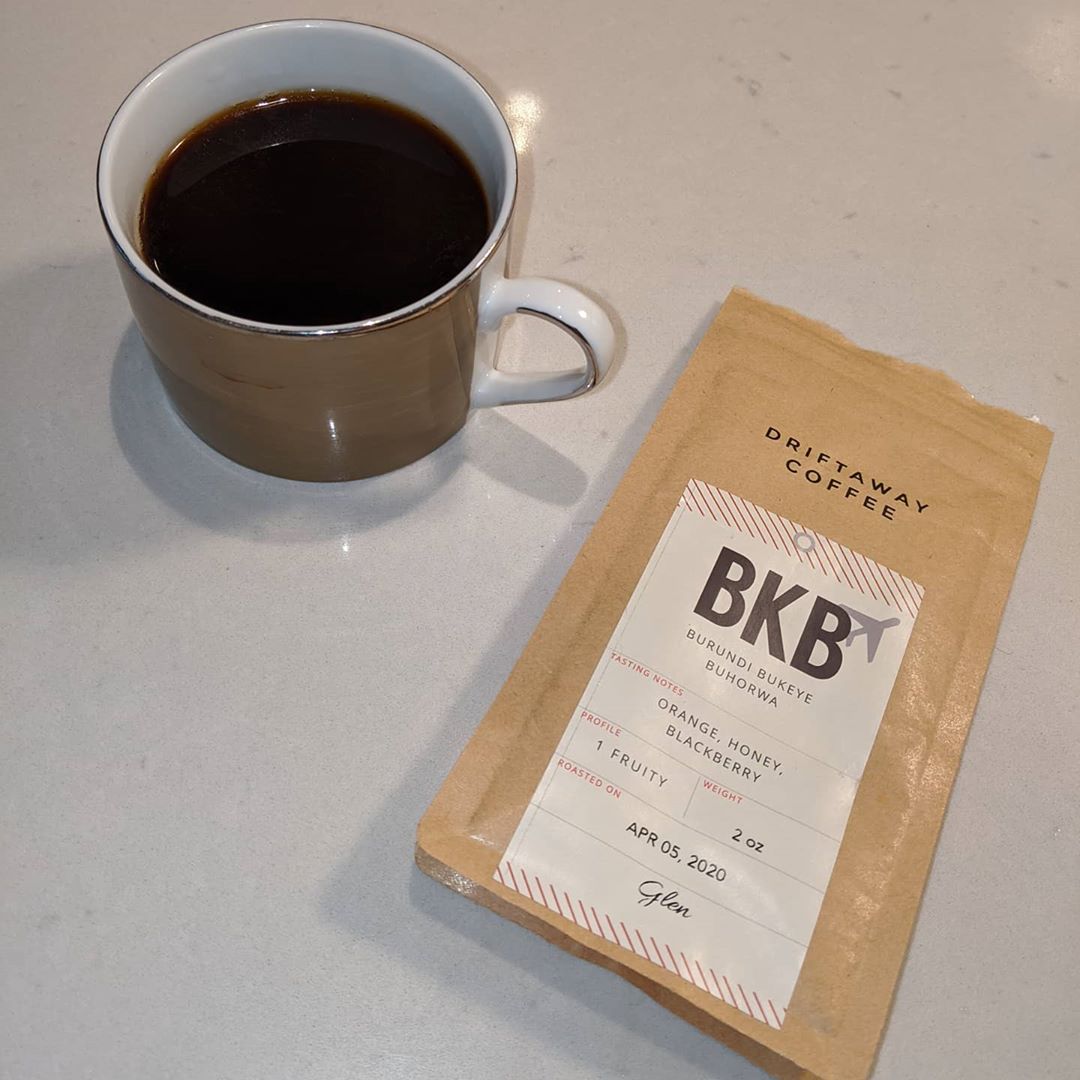 DRIFTAWAY
COFFEE
BKB
BURUNDI BUKEYE
BUHORWA
TASTING NOTES
ORANGE, HONEY,
BLACKBERRY
PROFILE
1 FRUITY
WEIGHT
2 oz
ROASTED ON
APR 05, 2020
Glen